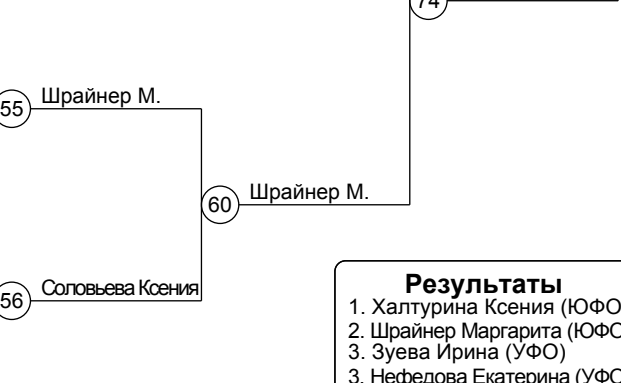 74
55 Шрайнер М.
60 Шрайнер М.
56 Соловьева Ксения
Результаты
1. Халтурина Ксения (ЮФО
2. Шрайнер Маргарита (ЮФО
3. Зуева Ирина (УФО)
3. Нефедова Екатерина (УФО